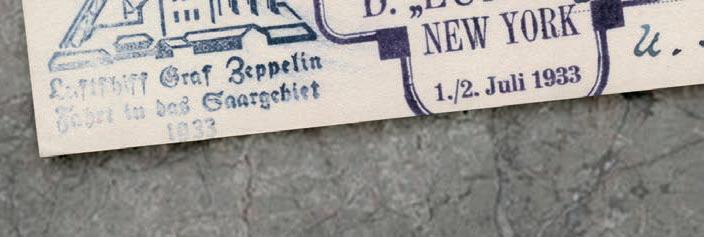 D. „
NEW YORK
1./2. Juli 1933
Luftschiff Graf Zeppelin
Fahrt in das Saargebiet
1933
u.